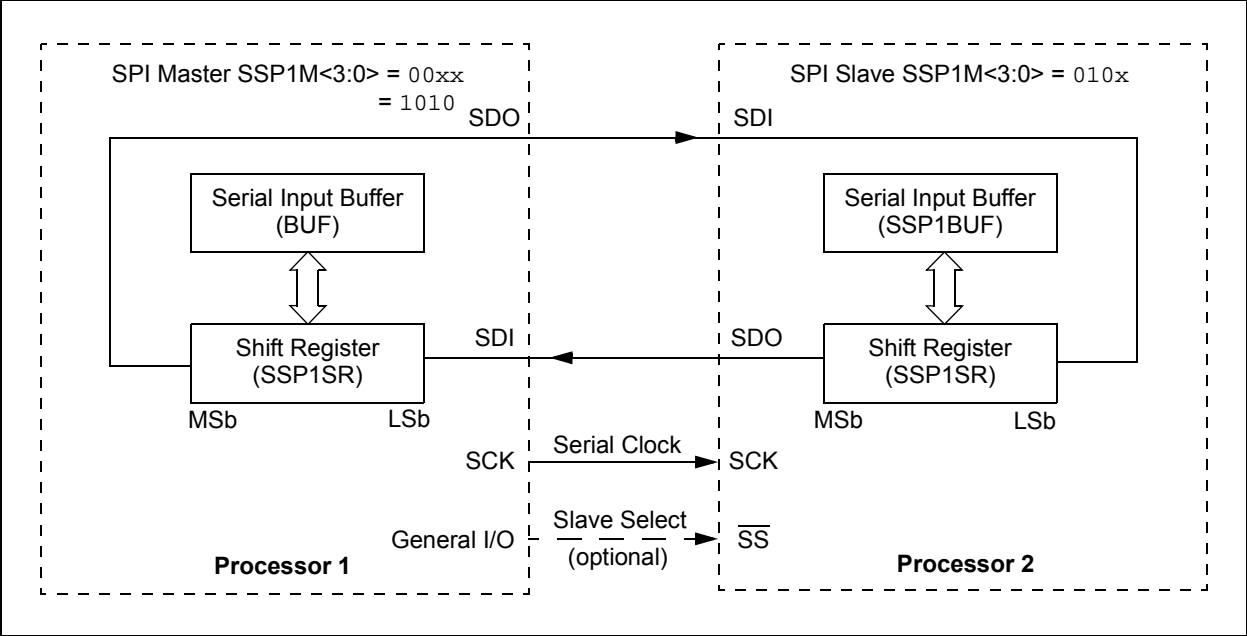 SPI Master SSP1M<3:0> = 00xx
= 1010
SPI Slave SSP1M<3:0> = 010x
SDO
SDI
Serial Input Buffer
(BUF)
Serial Input Buffer
(SSP1BUF)
SDI
SDO
Shift Register
(SSP1SR)
Shift Register
(SSP1SR)
MSb
LSb
MSb
LSb
SCK
Serial Clock
SCK
General I/O
Slave Select
(optional)
SS
Processor 1
Processor 2